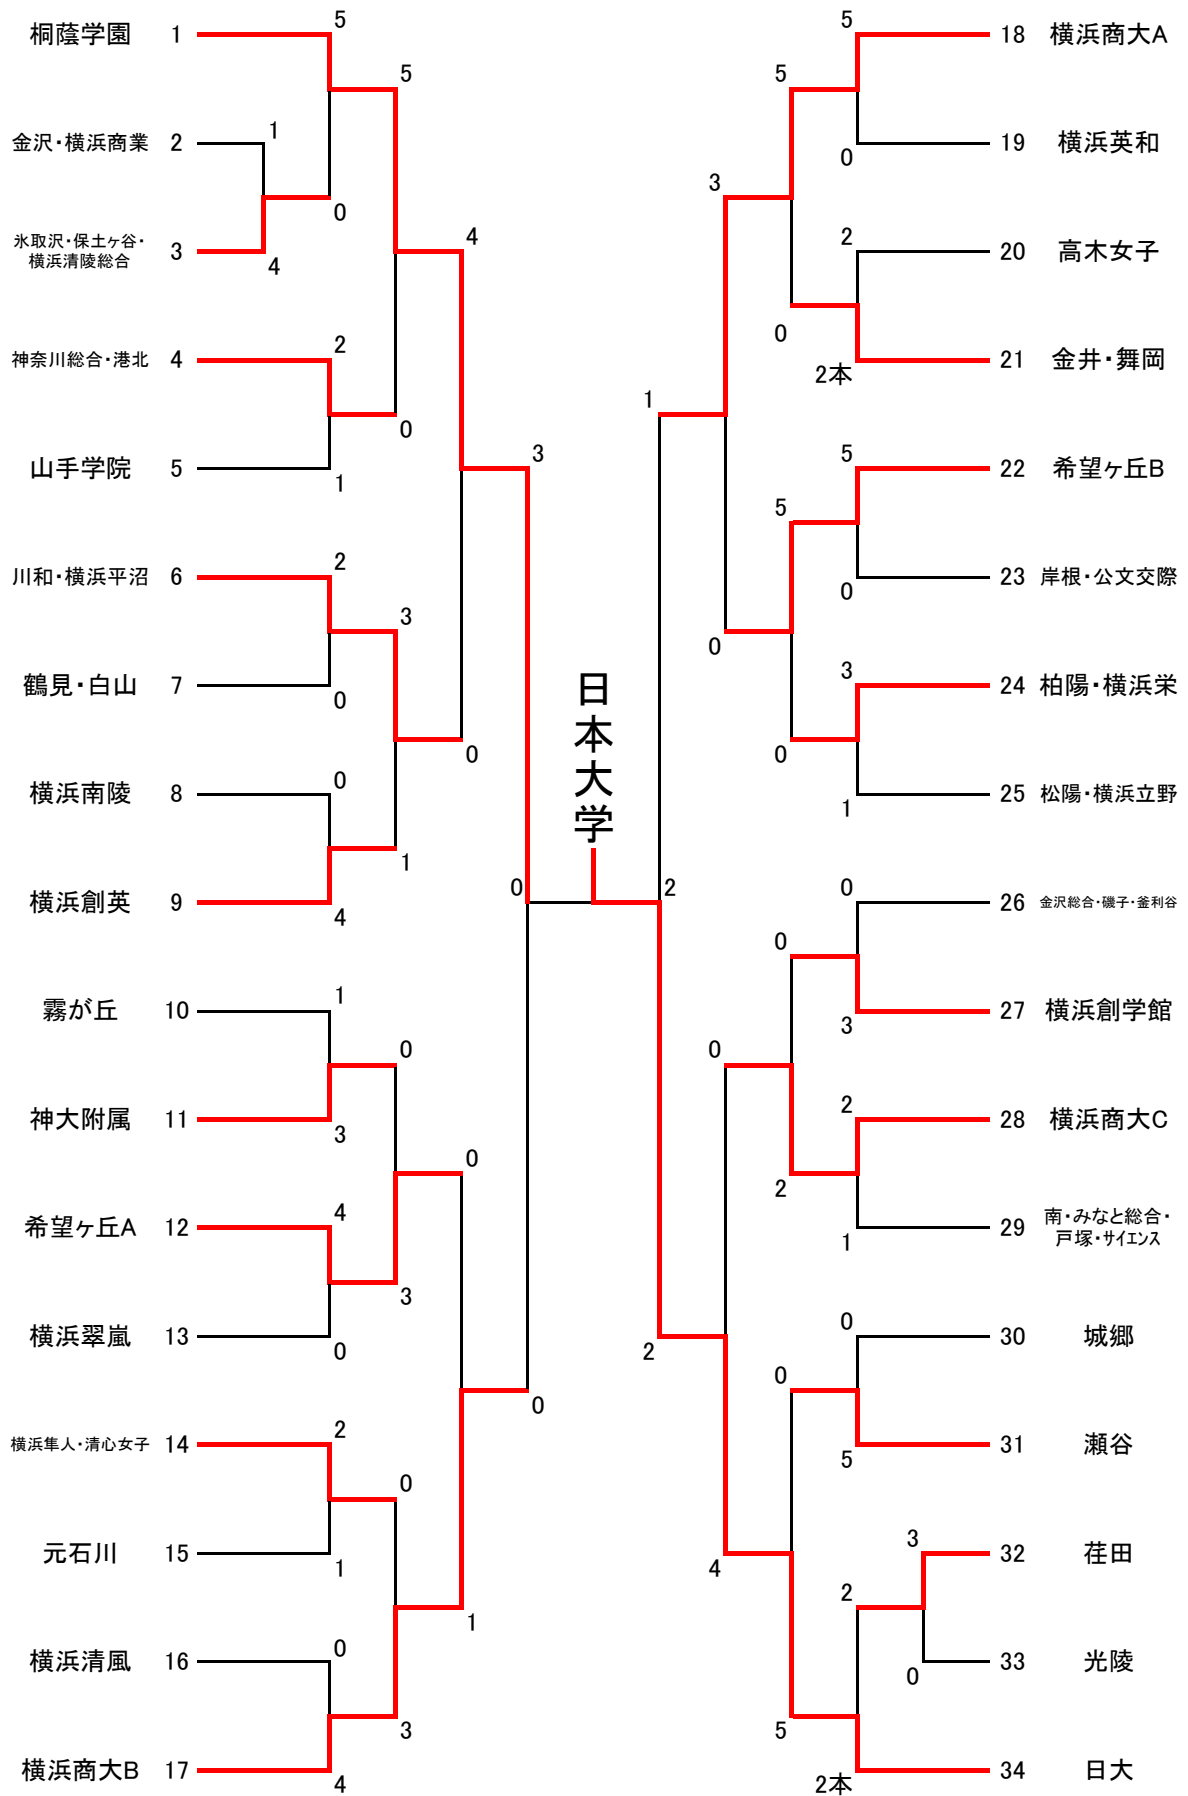 桐蔭学園 1
金沢・横浜商業 2
氷取沢・保土ヶ谷・
横浜清陵総合 3
神奈川総合・港北 4
山手学院 5
川和・横浜平沼 6
鶴見・白山 7
横浜南陵 8
横浜創英 9
霧が丘 10
神大附属 11
希望ヶ丘A 12
横浜翠嵐 13
横浜隼人・清心女子 14
元石川 15
横浜清風 16
横浜商大B 17
5
1
0
4
2
1
2
0
0
4
1
3
4
0
2
1
0
4
5
0
3
1
0
3
0
3
4
0
0
1
3
0
0
日本大学
2
1
2
3
0
0
4
5
0
5
0
0
2
0
5
5
0
2
2本
5
0
3
1
0
3
2
1
0
5
2
2本
3
0
18 横浜商大A
19 横浜英和
20 高木女子
21 金井・舞岡
22 希望ヶ丘B
23 岸根・公文交際
24 柏陽・横浜栄
25 松陽・横浜立野
26 金沢総合・磯子・釜利谷
27 横浜創学館
28 横浜商大C
29 南・みなと総合・
戸塚・サイエンス
30 城郷
31 瀬谷
32 荏田
33 光陵
34 日大